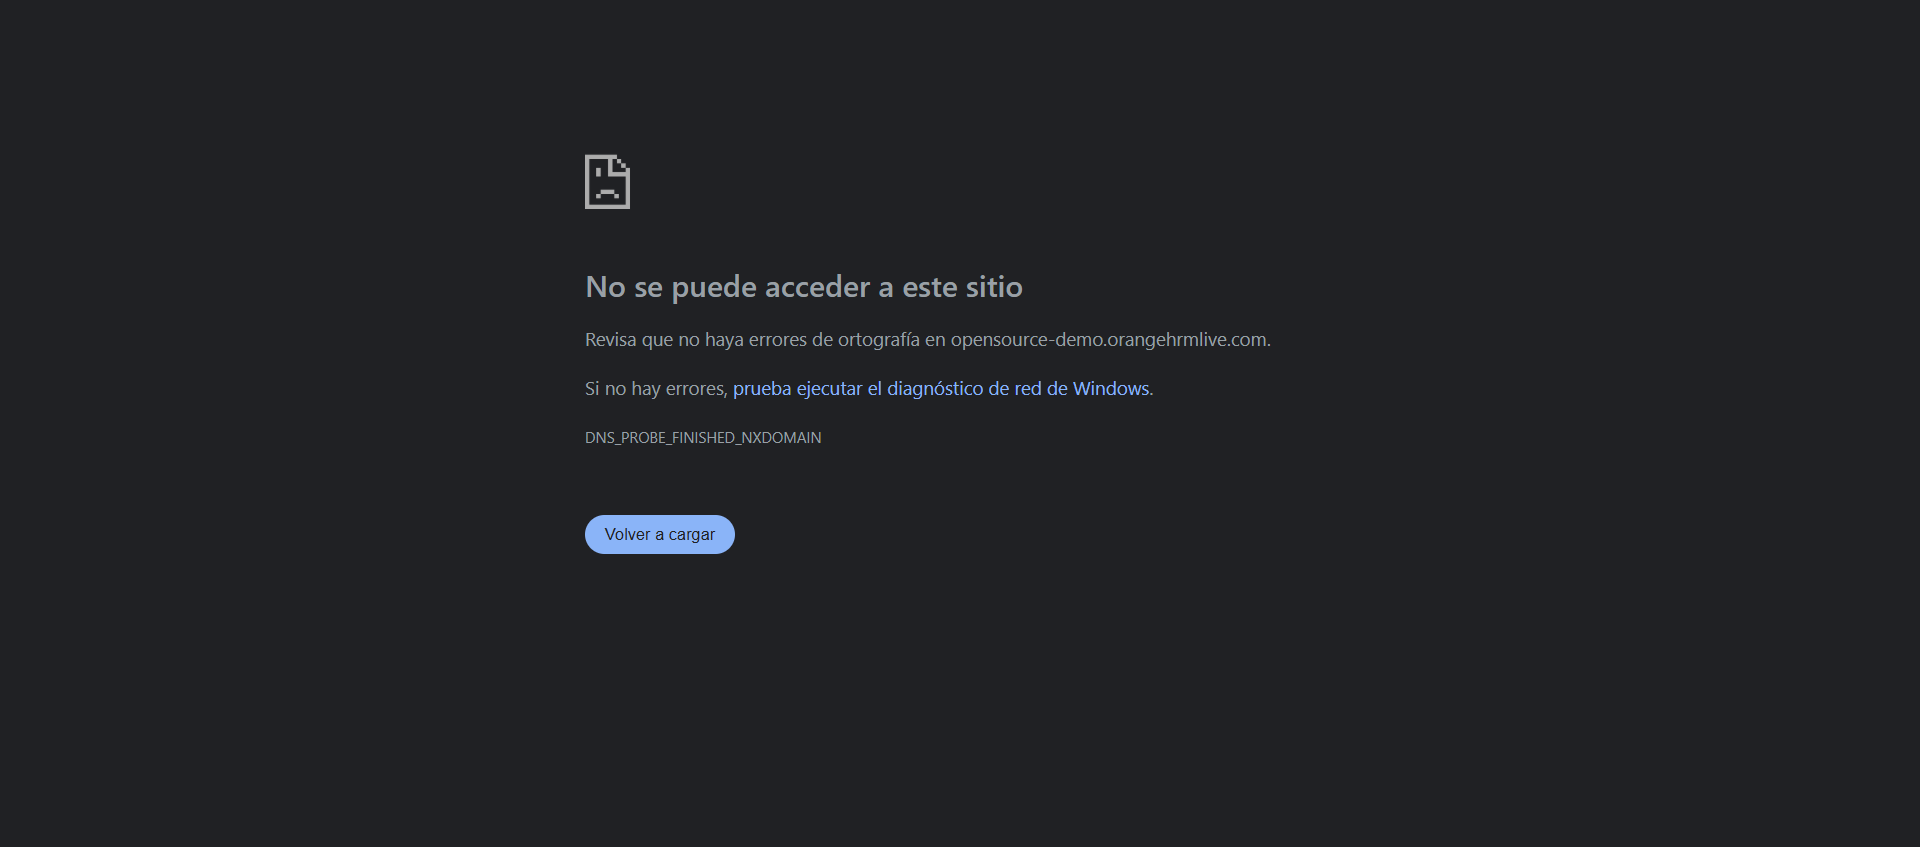 No se puede acceder a este sitio
Revisa que no haya errores de ortografía en opensource-demo.orangehrmlive.com.
Si no hay errores, prueba ejecutar el diagnóstico de red de Windows.
DNS_PROBE_FINISHED_NXDOMAIN
Volver a cargar